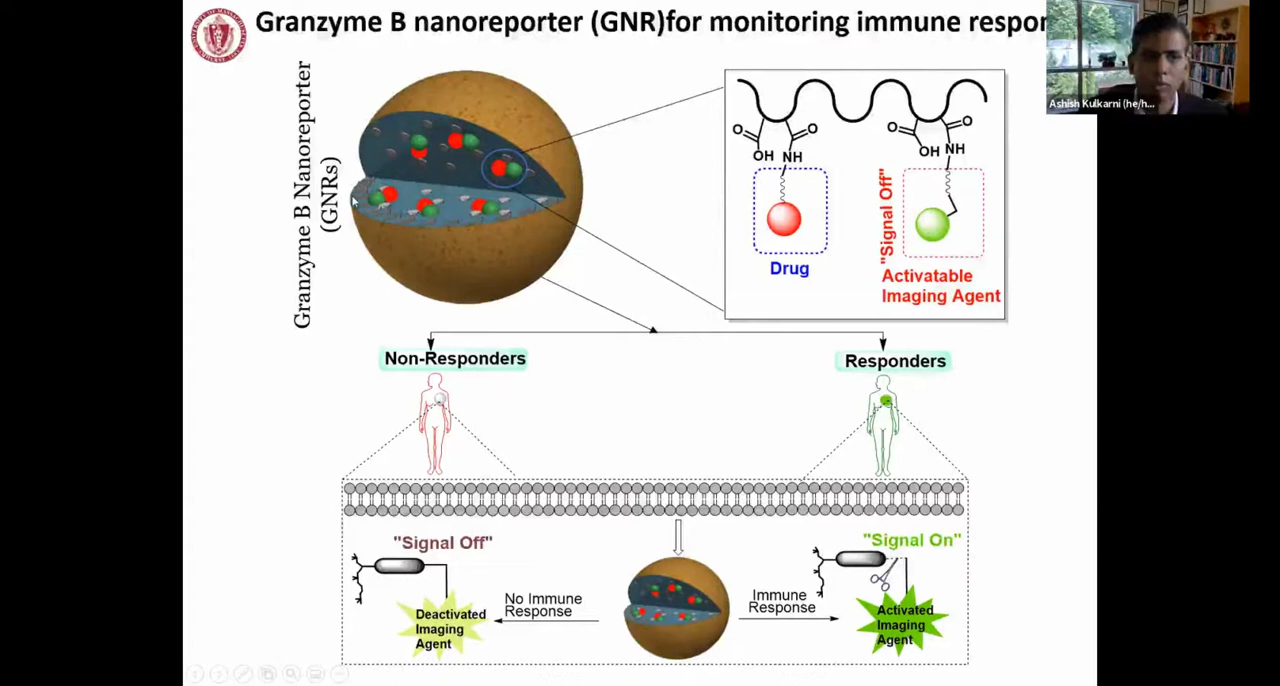 Granzyme B nanoreporter (GNR)for monitoring immune respon
Ashish Kulkarni (he/h...
Granzyme B Nanoreporter
(GNRs)
O
O
OH
NH
Drug
O
O
OH
NH
"Signal Off"
Activatable
Imaging Agent
Non-Responders
Responders
"Signal Off"
"Signal On"
No Immune
Response
Immune
Response
Deactivated
Imaging
Agent
Activated
Imaging
Agent